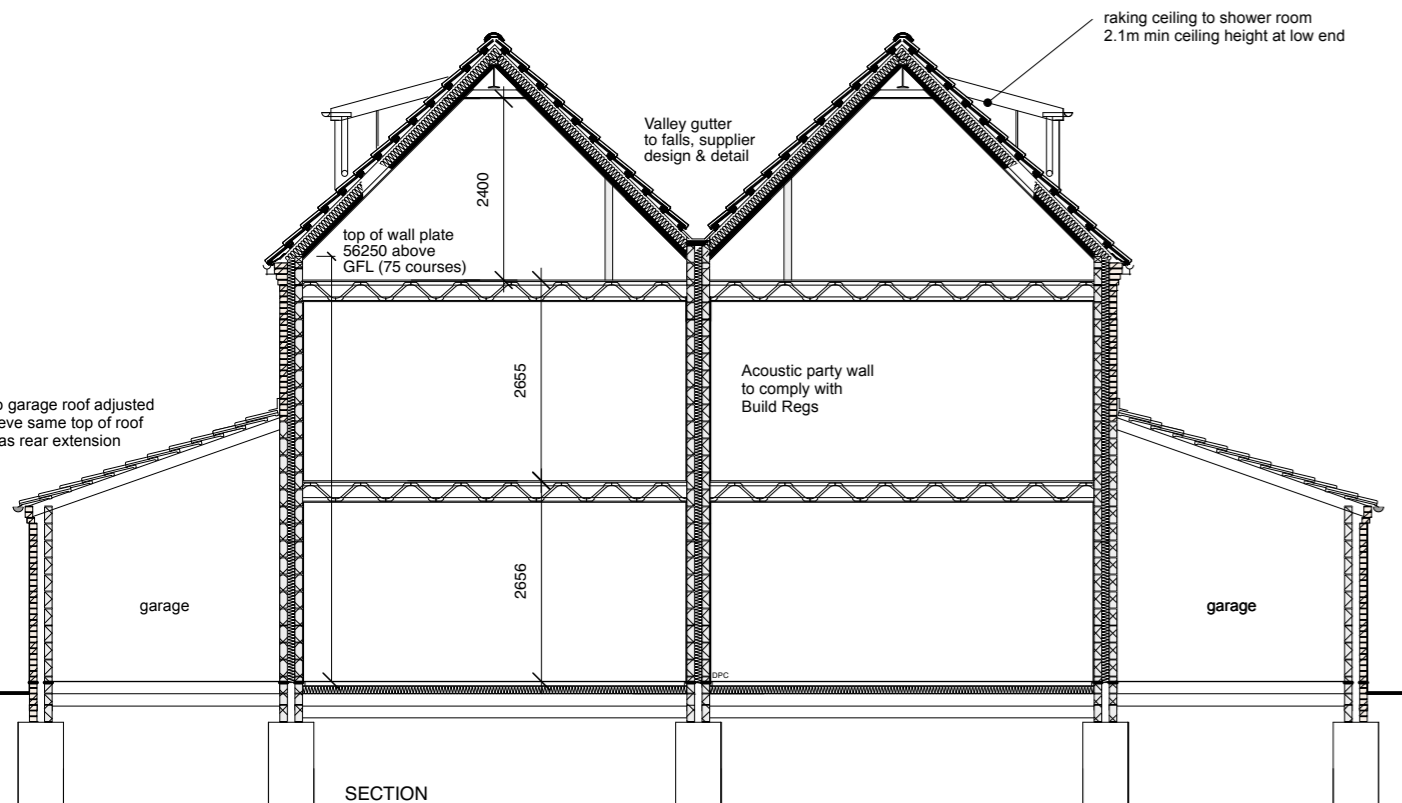 raking ceiling to shower room
2.1m min ceiling height at low end
Valley gutter
to falls, supplier
design & detail
2400
top of wall plate
56250 above
GFL (75 courses)
2655
Acoustic party wall
to comply with
Build Regs
garage roof adjusted
same top of roof
as rear extension
2656
garage
garage
DPC
SECTION